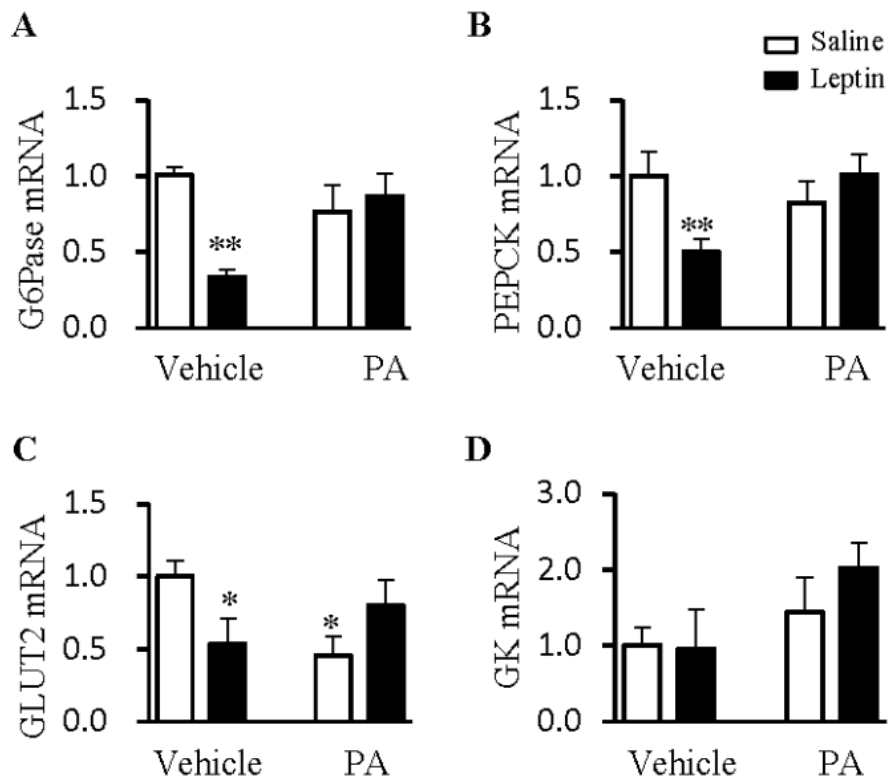 A
G6Pase mRNA
1.5
1.0
0.5
0.0
**
Vehicle PA
B
Saline
Leptin
PEPCK mRNA
1.5
1.0
0.5
0.0
**
Vehicle PA
C
GLUT2 mRNA
1.5
1.0
0.5
0.0
*
*
Vehicle PA
D
GK mRNA
3.0
2.0
1.0
0.0
Vehicle PA